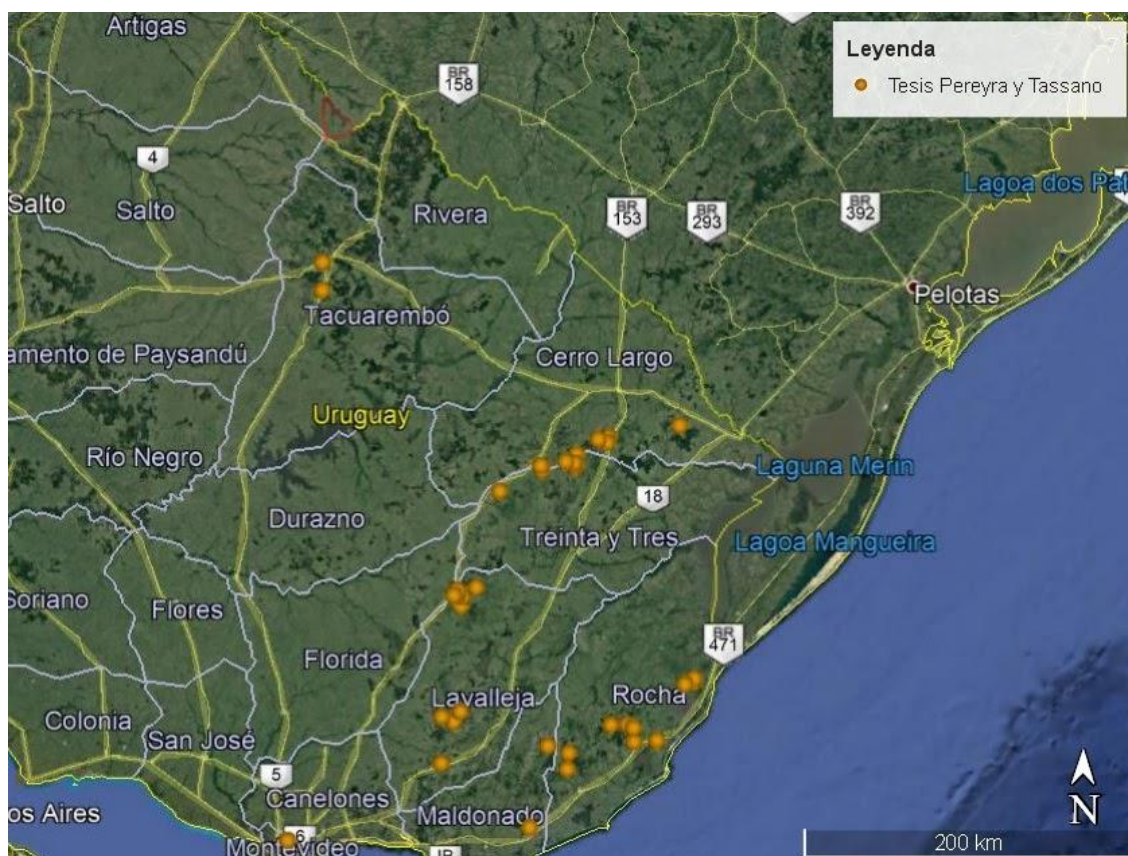 Artigas
Leyenda
Tesis Pereyra y Tassano
BR
158
4
Salto
Salto
Rivera
BR
153
BR
293
BR
392
Lagoa dos Pat
Pelotas
Tacuarembó
amento de Paysandú
Cerro Largo
Uruguay
Río Negro
Laguna Merín
18
Durazno
Treinta y Tres
Lagoa Mangueira
Soriano
Flores
BR
471
Florida
Lavalleja
Rocha
Colonia
San José
5
Canelones
os Aires
Maldonado
N
6
Montevideo
IB
200 km